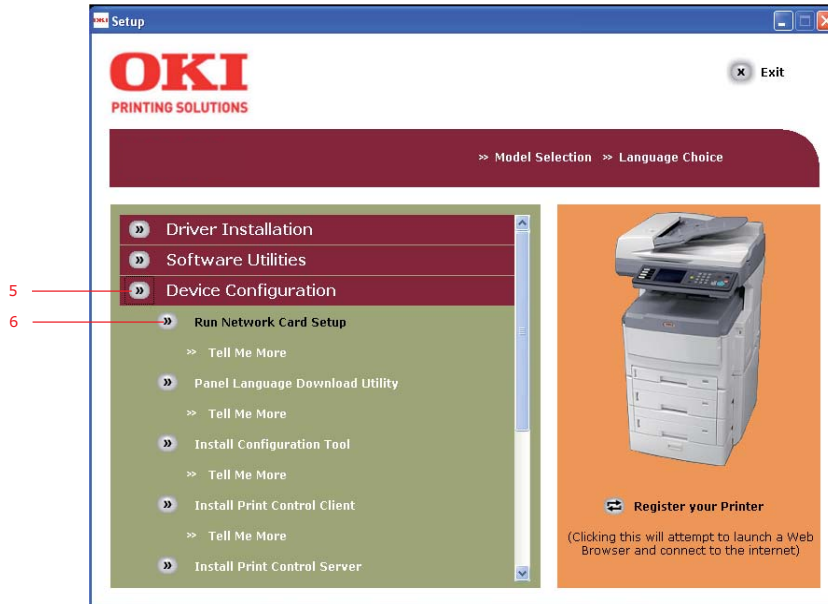 Setup
OKI
PRINTING SOLUTIONS
Exit
» Model Selection » Language Choice
Driver Installation
Software Utilities
5
Device Configuration
6
Run Network Card Setup
» Tell Me More
Panel Language Download Utility
» Tell Me More
Install Configuration Tool
» Tell Me More
Install Print Control Client
» Tell Me More
Install Print Control Server
Register your Printer
(Clicking this will attempt to launch a Web
Browser and connect to the internet)